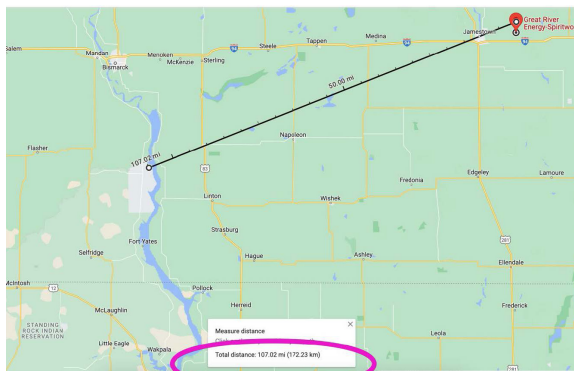 Great River
Energy-Spiritwo
Jamestown
94
94
Medina
Tappen
Steele
94
Salem
Mandan
Menoken
McKenzie
Sterling
Bismarck
50.00 mi
107.02 mi
Napoleon
Flasher
83
Linton
Wishek
Fredonia
Edgeley
Lamoure
Strasburg
Fort Yates
281
Selfridge
Hague
Ashley
Ellendale
McIntosh
12
Pollock
McLaughlin
Herreid
Frederick
STANDING
ROCK INDIAN
RESERVATION
Little Eagle
Wakpala
Leola
Measure distance
Total distance: 107.02 mi (172.23 km)